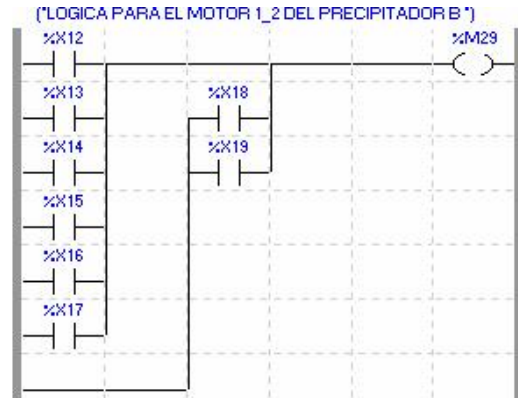 ("LOGICA PARA EL MOTOR 1_2 DEL PRECIPITADOR B ")
%X12 %M29
%X13 %X18
%X14 %X19
%X15
%X16
%X17